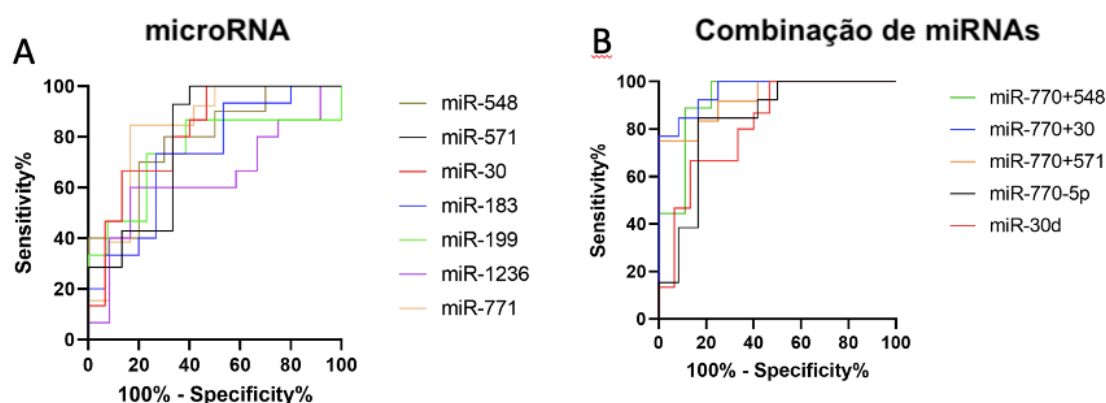 microRNA
A
Sensitivity%
100
80
60
40
20
0
0 20 40 60 80 100
100% - Specificity%
miR-548
miR-571
miR-30
miR-183
miR-199
miR-1236
miR-771
Combinação de miRNAs
B
Sensitivity%
100
80
60
40
20
0
0 20 40 60 80 100
100% - Specificity%
miR-770+548
miR-770+30
miR-770+571
miR-770-5p
miR-30d